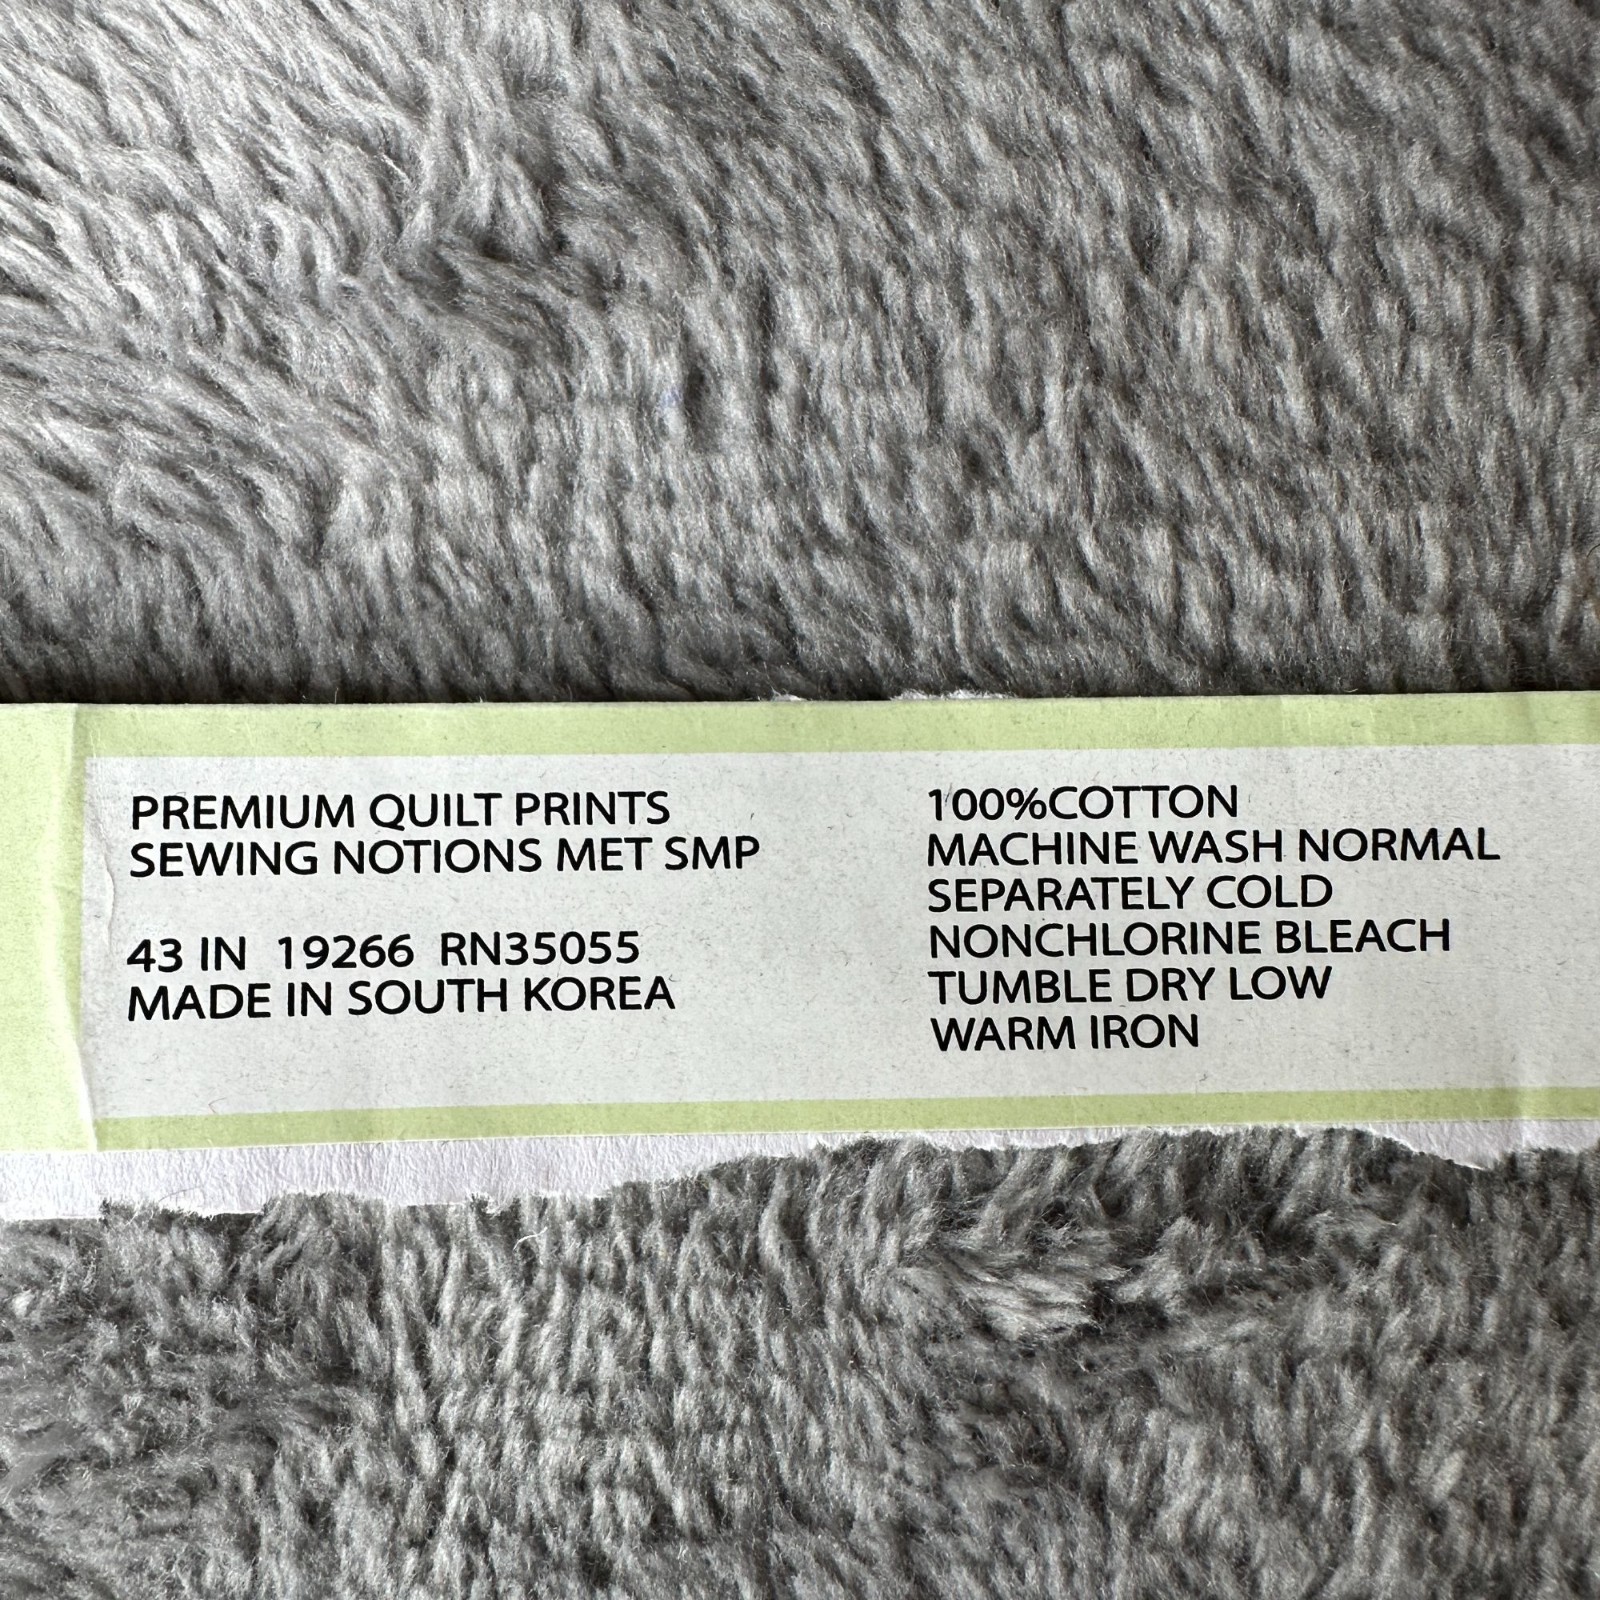 PREMIUM QUILT PRINTS
SEWING NOTIONS MET SMP
43 IN 19266 RN35055
MADE IN SOUTH KOREA
100%COTTON
MACHINE WASH NORMAL
SEPARATELY COLD
NONCHLORINE BLEACH
TUMBLE DRY LOW
WARM IRON